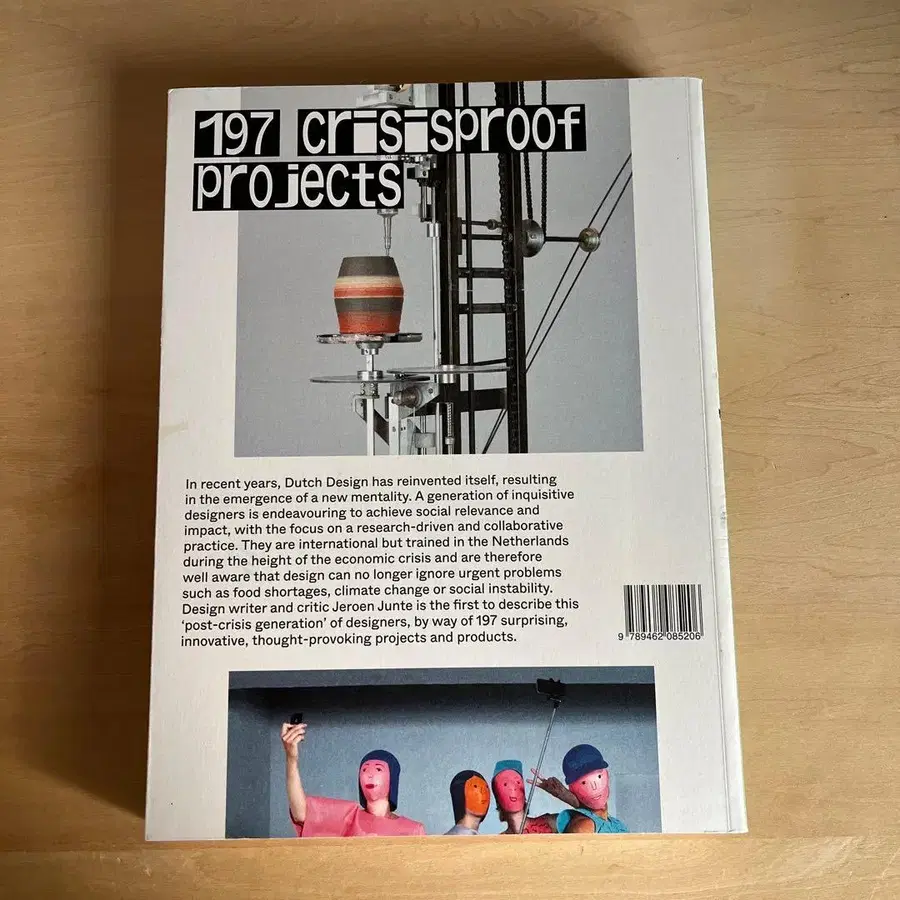 197 crisisproof
projects
In recent years, Dutch Design has reinvented itself, resulting
in the emergence of a new mentality. A generation of inquisitive
designers is endeavouring to achieve social relevance and
impact, with the focus on a research-driven and collaborative
practice. They are international but trained in the Netherlands
during the height of the economic crisis and are therefore
well aware that design can no longer ignore urgent problems
such as food shortages, climate change or social instability.
Design writer and critic Jeroen Junte is the first to describe this
‘post-crisis generation’ of designers, by way of 197 surprising,
innovative, thought-provoking projects and products.
9 789462 085206